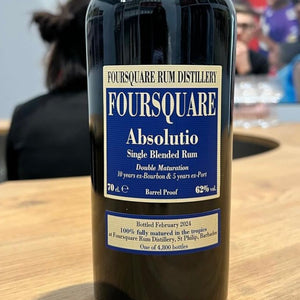 FOURSQUARE RUM DISTILLERY
FOURSQUARE
Absolutio
Single Blended Rum
Double Maturation
10 years ex-Bourbon & 5 years ex-Port
70 cl. ℮
Barrel Proof
62% vol.
Bottled February 2024
100% fully matured in the tropics
at Foursquare Rum Distillery, St Philip, Barbados
One of 4,800 bottles